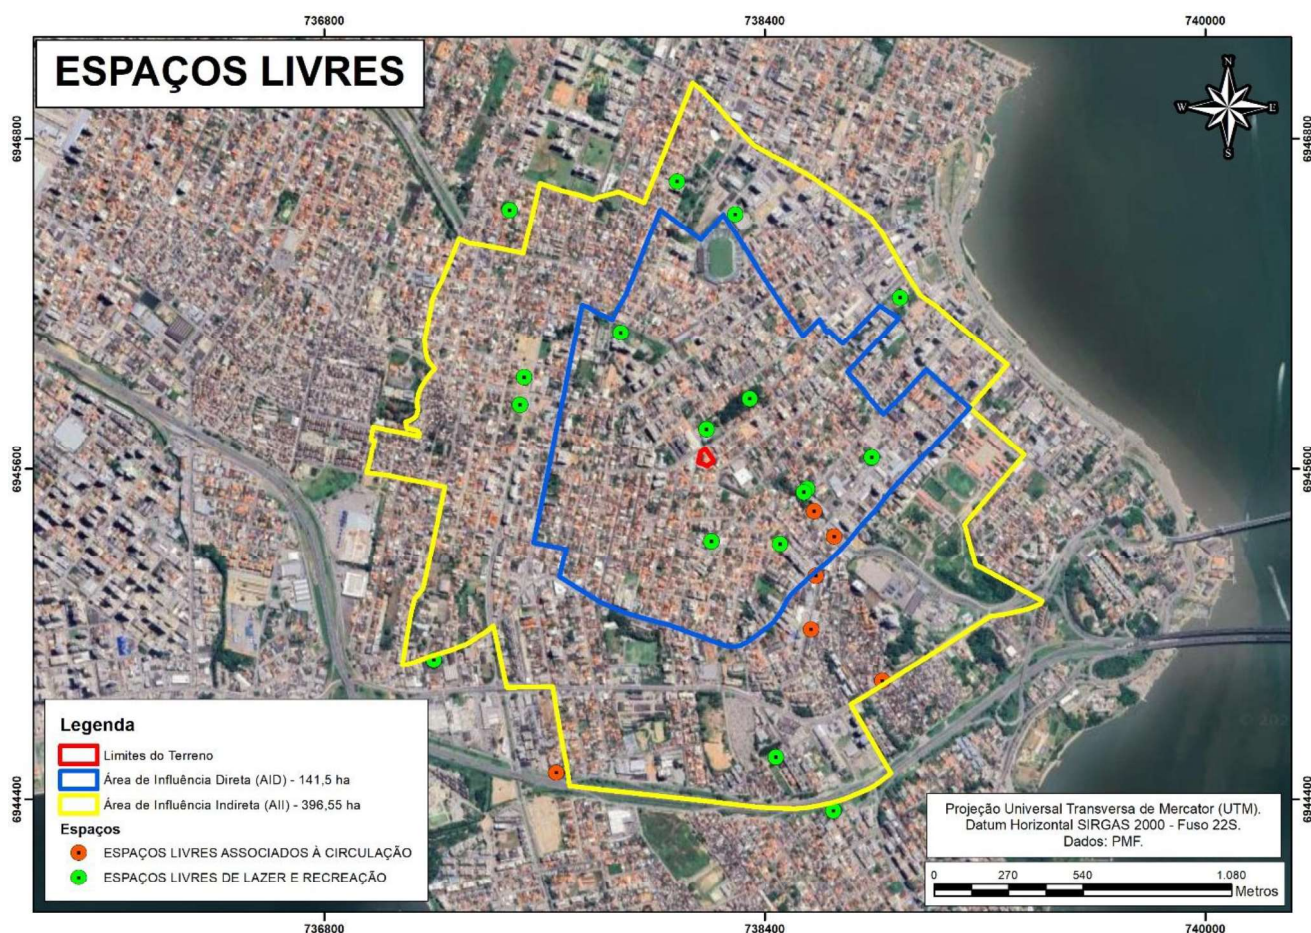 736800
738400
740000
ESPAÇOS LIVRES
N
W
E
S
6946800
6946800
6945600
6945600
6944400
6944400
Legenda
Limites do Terreno
Área de Influência Direta (AID) - 141,5 ha
Área de Influência Indireta (AII) - 396,55 ha
Espaços
ESPAÇOS LIVRES ASSOCIADOS À CIRCULAÇÃO
ESPAÇOS LIVRES DE LAZER E RECREAÇÃO
Projeção Universal Transversa de Mercator (UTM).
Datum Horizontal SIRGAS 2000 - Fuso 22S.
Dados: PMF.
0 270 540 1.080
Metros
736800
738400
740000